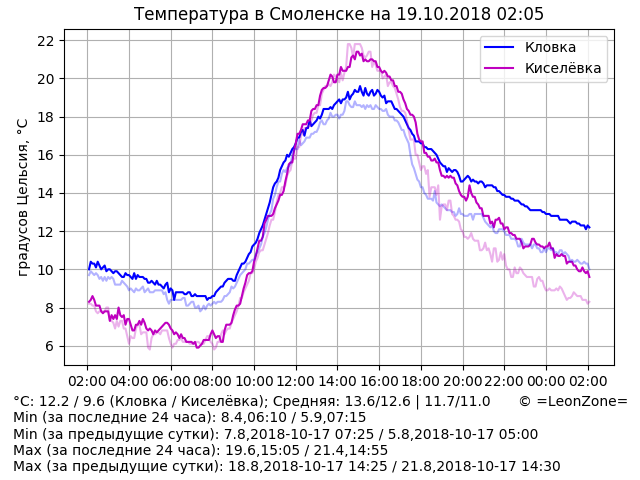 Температура в Смоленске на 19.10.2018 02:05
Кловка
Киселёвка
градусов Цельсия, °С
22
20
18
16
14
12
10
8
6
02:00 04:00 06:00 08:00 10:00 12:00 14:00 16:00 18:00 20:00 22:00 00:00 02:00
°C: 12.2 / 9.6 (Кловка / Киселёвка); Средняя: 13.6/12.6 | 11.7/11.0 © =LeonZone=
Min (за последние 24 часа): 8.4,06:10 / 5.9,07:15
Min (за предыдущие сутки): 7.8,2018-10-17 07:25 / 5.8,2018-10-17 05:00
Max (за последние 24 часа): 19.6,15:05 / 21.4,14:55
Max (за предыдущие сутки): 18.8,2018-10-17 14:25 / 21.8,2018-10-17 14:30